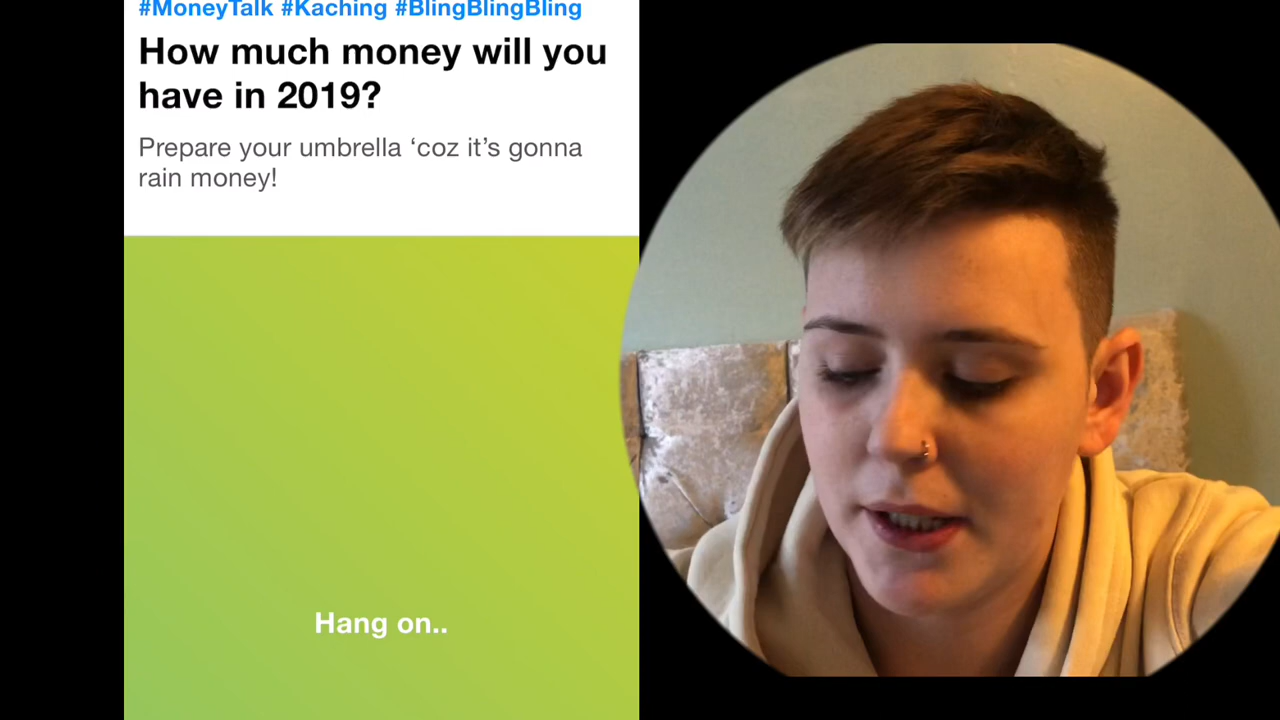 #MoneyTalk #Kaching #BlingBlingBling
How much money will you
have in 2019?
Prepare your umbrella ‘coz it’s gonna
rain money!
Hang on..